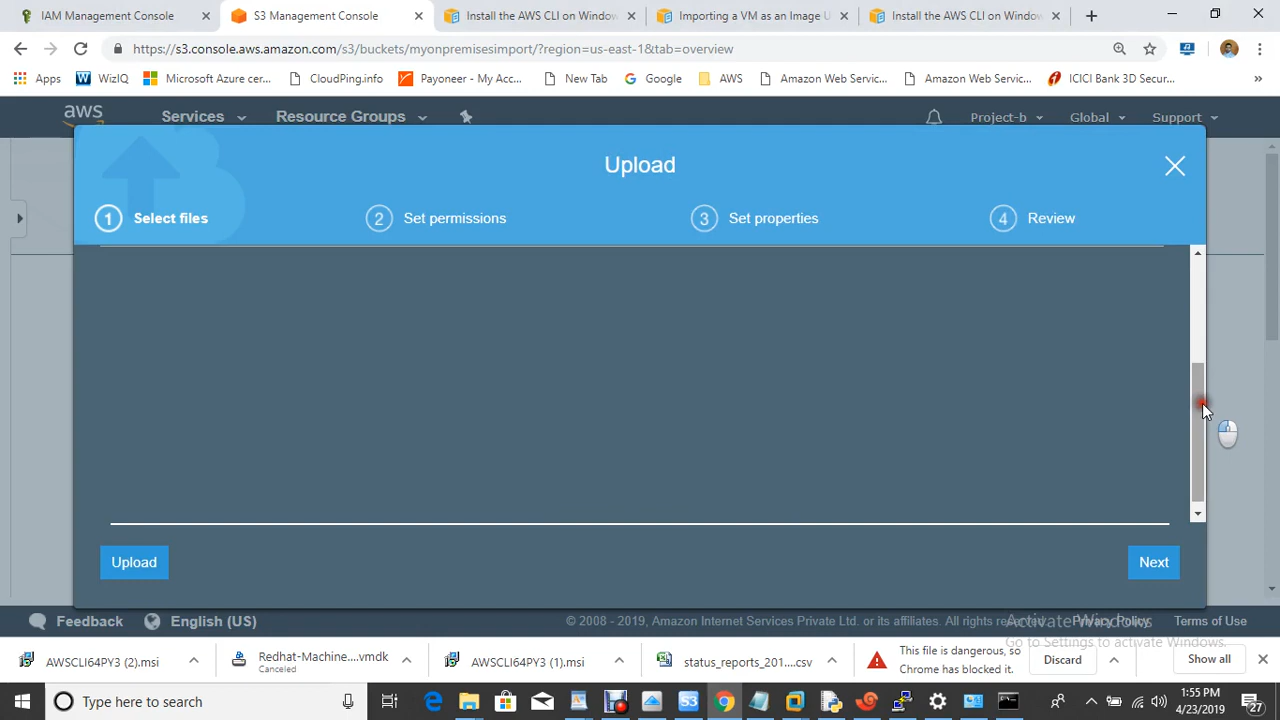 IAM Management Console
S3 Management Console
Install the AWS CLI on Window
Importing a VM as an Image U
Install the AWS CLI on Window
https://s3.console.aws.amazon.com/s3/buckets/myonpremisesimport/?region=us-east-1&tab=overview
Apps
WizIQ
Microsoft Azure cer...
CloudPing.info
Payoneer - My Acc...
New Tab
Google
AWS
Amazon Web Servic...
Amazon Web Servic...
ICICI Bank 3D Secur...
»
aws
Services
Resource Groups
Project-b
Global
Support
Upload
1 Select files
2 Set permissions
3 Set properties
4 Review
Upload
Next
Feedback
English (US)
© 2008 - 2019, Amazon Internet Services Private Ltd. or its affiliates. All rights reserved.
Privacy Policy
Terms of Use
Activate Windows
Go to Settings to activate Windows.
AWSCLI64PY3 (2).msi
Redhat-Machine....vmdk
Canceled
AWSCLI64PY3 (1).msi
status_reports_201....csv
This file is dangerous, so
Chrome has blocked it.
Discard
Show all
Type here to search
S3
1:55 PM
4/23/2019
27